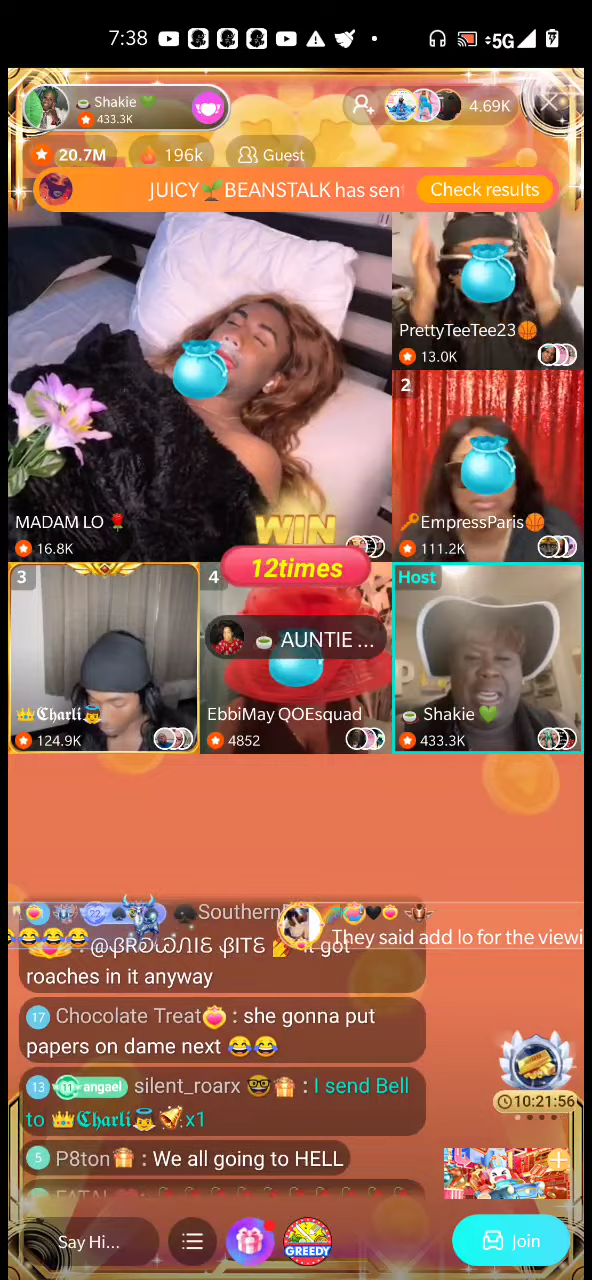 7:38
5G
Shakie
433.3K
4.69K
20.7M
196k
Guest
JUICY🌱BEANSTALK has sent
Check results
PrettyTeeTee23🏀
13.0K
2
MADAM LO 🌹
16.8K
🔑EmpressParis🏀
111.2K
WIN
12times
3
4
Host
🍵 AUNTIE ...
👑𝕮𝖍𝖆𝖗𝖑𝖎👼
124.9K
EbbiMay QOEsquad
4852
🍵 Shakie 💚
433.3K
22
♠Southern
They said add lo for the viewi
it got
roaches in it anyway
17 Chocolate Treat : she gonna put
papers on dame next 😂😂
13 angael silent_roarx 🤓🎁 : I send Bell
to 👑𝕮𝖍𝖆𝖗𝖑𝖎👼 x1
10:21:56
5 P8ton🎁 : We all going to HELL
Say Hi...
GREEDY
Join